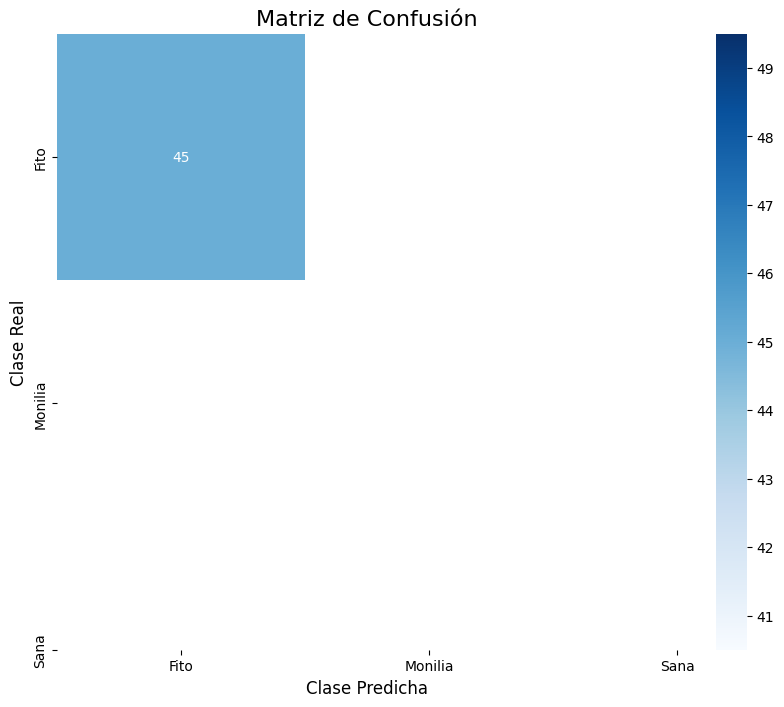 Matriz de Confusión
Fito
45
Monilia
Sana
Clase Real
Fito
Monilia
Sana
Clase Predicha
49
48
47
46
45
44
43
42
41